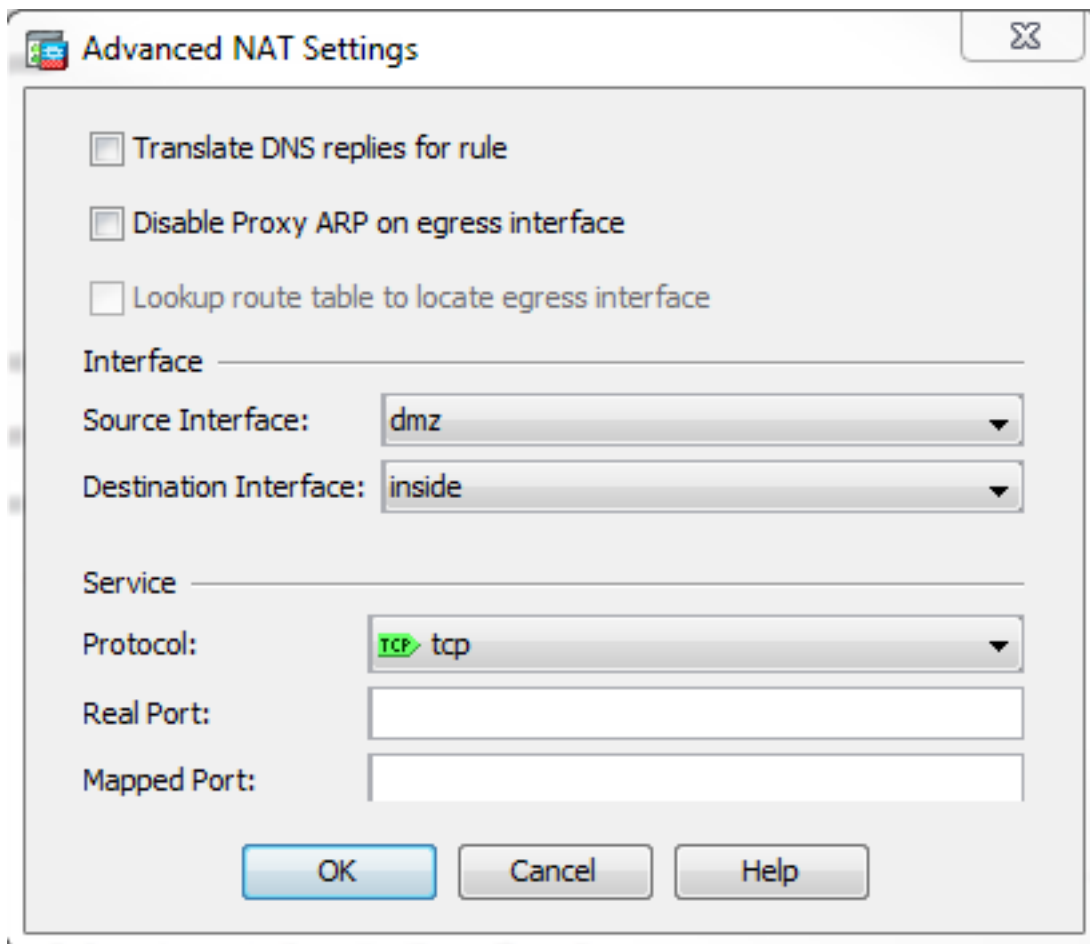 Advanced NAT Settings
Translate DNS replies for rule
Disable Proxy ARP on egress interface
Lookup route table to locate egress interface
Interface
Source Interface: dmz
Destination Interface: inside
Service
Protocol: TCP tcp
Real Port:
Mapped Port:
OK Cancel Help